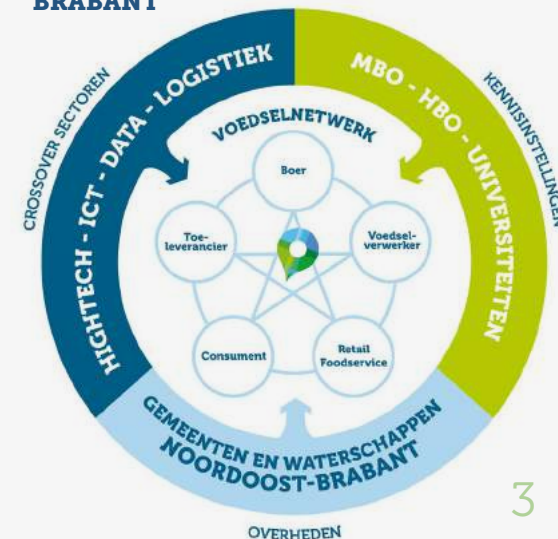 BRABANT
CROSSOVER SECTOREN
HIGHTECH - ICT - DATA - LOGISTIEK
MBO - HBO - UNIVERSITEITEN
KENNISINSTELLINGEN
VOEDSELNETWERK
Boer
Toe-
leverancier
Voedsel-
verwerker
Consument
Retail
Foodservice
GEMEENTEN EN WATERSCHAPPEN
NOORDOOST-BRABANT
OVERHEDEN
3